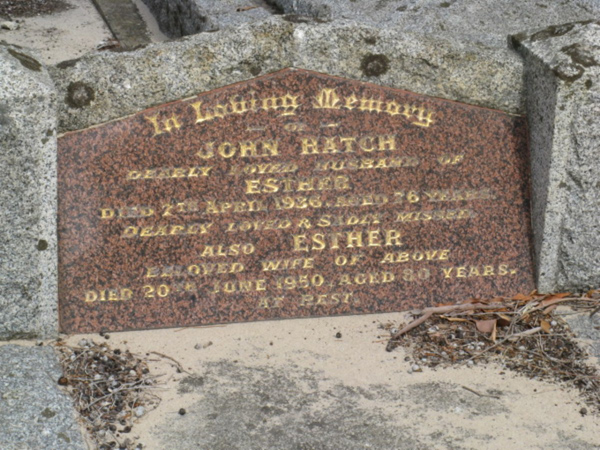 In Loving Memory
— OF —
JOHN HATCH
DEARLY LOVED HUSBAND OF
ESTHER
DIED 7TH APRIL 1936, AGED 76 YEARS.
DEARLY LOVED & SADLY MISSED.
ALSO ESTHER
BELOVED WIFE OF ABOVE
DIED 20TH JUNE 1950, AGED 80 YEARS.
AT REST.